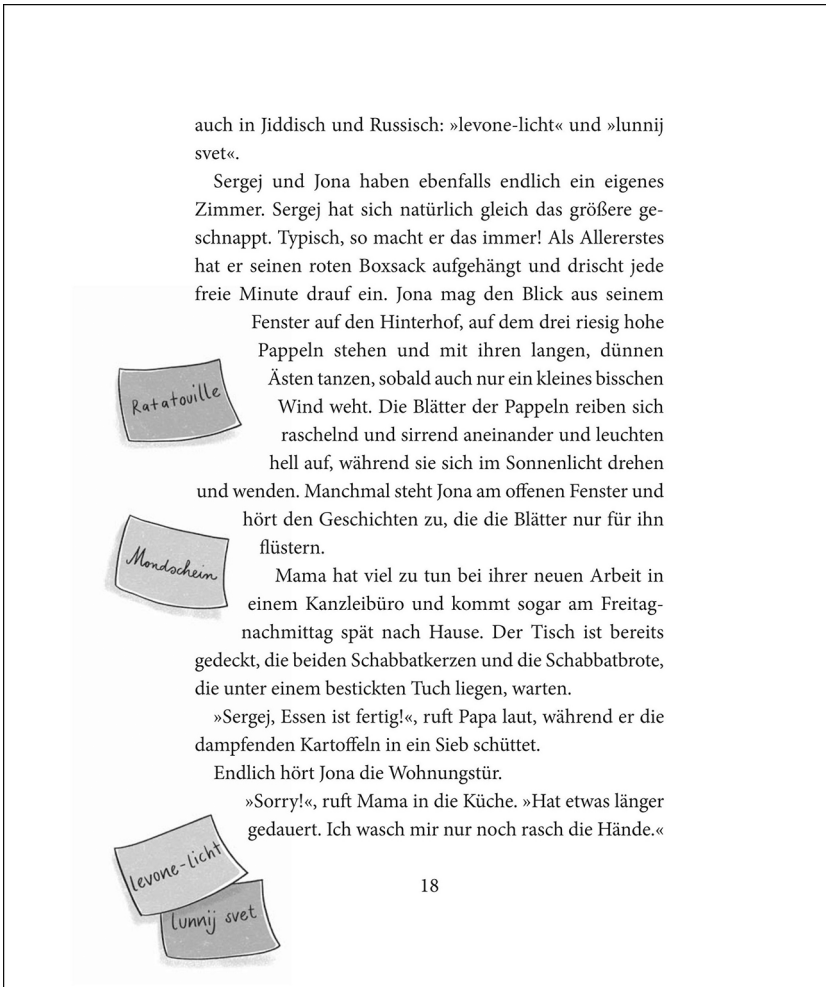 auch in Jiddisch und Russisch: »levone-licht« und »lunnij
svet«.
Sergej und Jona haben ebenfalls endlich ein eigenes
Zimmer. Sergej hat sich natürlich gleich das größere ge-
schnappt. Typisch, so macht er das immer! Als Allererstes
hat er seinen roten Boxsack aufgehängt und drischt jede
freie Minute drauf ein. Jona mag den Blick aus seinem
Fenster auf den Hinterhof, auf dem drei riesig hohe
Pappeln stehen und mit ihren langen, dünnen
Ästen tanzen, sobald auch nur ein kleines bisschen
Wind weht. Die Blätter der Pappeln reiben sich
raschelnd und sirrend aneinander und leuchten
hell auf, während sie sich im Sonnenlicht drehen
und wenden. Manchmal steht Jona am offenen Fenster und
hört den Geschichten zu, die die Blätter nur für ihn
flüstern.
Mama hat viel zu tun bei ihrer neuen Arbeit in
einem Kanzleibüro und kommt sogar am Freitag-
nachmittag spät nach Hause. Der Tisch ist bereits
gedeckt, die beiden Schabbatkerzen und die Schabbatbrote,
die unter einem bestickten Tuch liegen, warten.
»Sergej, Essen ist fertig!«, ruft Papa laut, während er die
dampfenden Kartoffeln in ein Sieb schüttet.
Endlich hört Jona die Wohnungstür.
»Sorry!«, ruft Mama in die Küche. »Hat etwas länger
gedauert. Ich wasch mir nur noch rasch die Hände.«
Ratatouille
Mondschein
levone-licht
lunnij svet
18